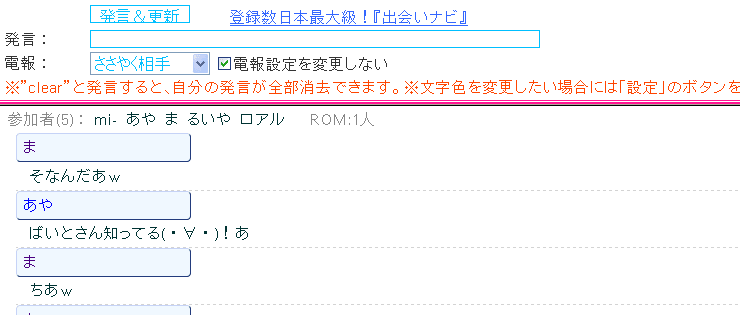 発言＆更新 登録数日本最大級！『出会いナビ』
発言：
電報： ささやく相手 電報設定を変更しない
※”clear”と発言すると、自分の発言が全部消去できます。※文字色を変更したい場合には「設定」のボタンを
参加者(5)： mi- あや ま るいや ロアル ROM:1人
ま
そなんだあｗ
あや
ばいとさん知ってる(・∀・)！あ
ま
ちあｗ